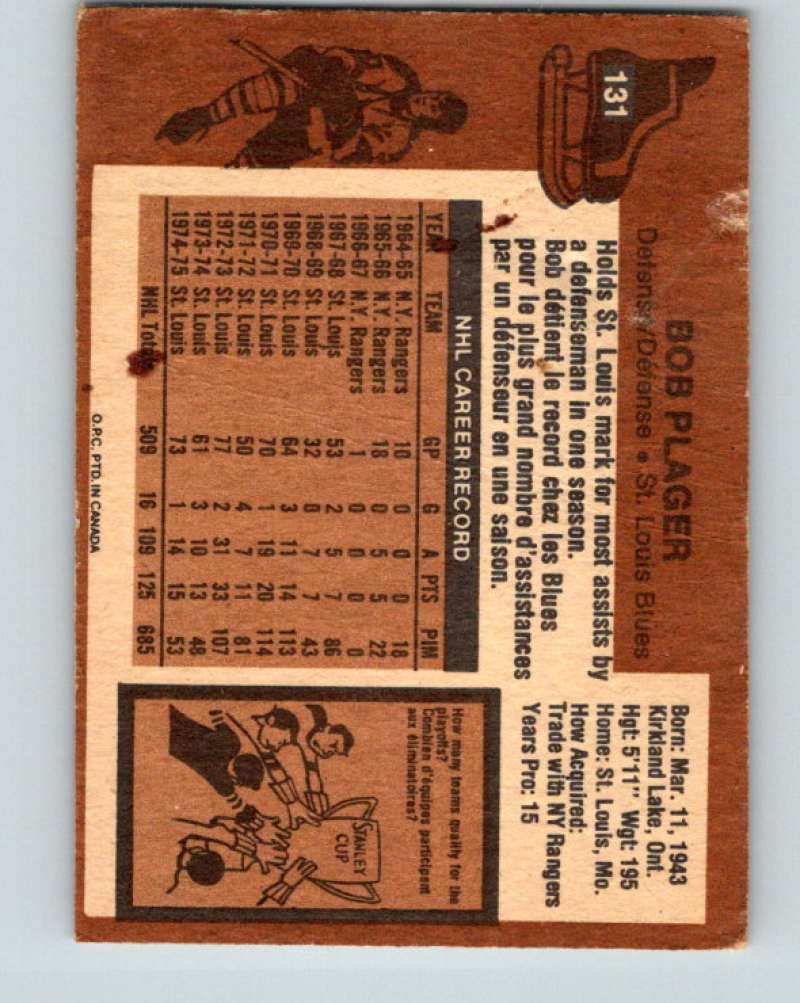 131
BOB PLAGER
Defense/Défense • St. Louis Blues
Born: Mar. 11, 1943
Kirkland Lake, Ont.
Hgt: 5'11" Wgt: 195
Home: St. Louis, Mo.
How Acquired:
Trade with NY Rangers
Years Pro: 15
Holds St. Louis mark for most assists by
a defenseman in one season.
Bob détient le record chez les Blues
pour le plus grand nombre d'assistances
par un défenseur en une saison.
NHL CAREER RECORD
YEAR TEAM GP G A PTS PIM
1964-65 N.Y. Rangers 10 0 0 0 18
1965-66 N.Y. Rangers 18 0 5 5 22
1966-67 N.Y. Rangers 1 0 0 0 0
1967-68 St. Louis 53 2 5 7 86
1968-69 St. Louis 32 0 7 7 43
1969-70 St. Louis 64 3 11 14 113
1970-71 St. Louis 70 1 19 20 114
1971-72 St. Louis 50 4 7 11 81
1972-73 St. Louis 77 2 31 33 107
1973-74 St. Louis 61 3 10 13 48
1974-75 St. Louis 73 1 14 15 53
NHL Totals 509 16 109 125 685
How many teams qualify for the
playoffs?
Combien d'équipes participent
aux éliminatoires?
STANLEY
CUP
O.P.C. PTD. IN CANADA